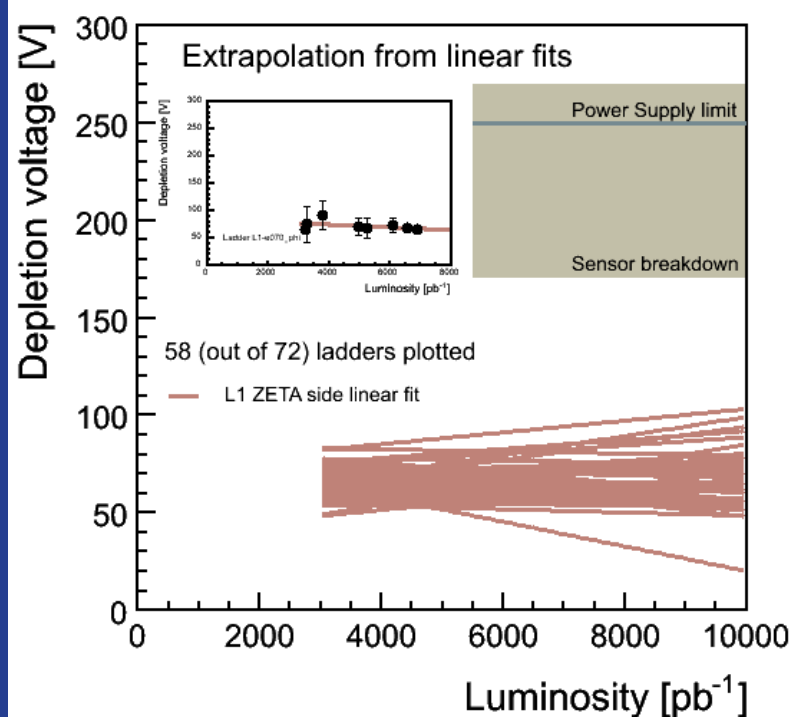 Depletion voltage [V]
300
250
200
150
100
50
0
Extrapolation from linear fits
Power Supply limit
Sensor breakdown
Depletion voltage [V]
300
250
200
150
100
50
0
Ladder L1-e070_phi
0 2000 4000 6000 8000
Luminosity [pb-1]
58 (out of 72) ladders plotted
L1 ZETA side linear fit
0 2000 4000 6000 8000 10000
Luminosity [pb-1]